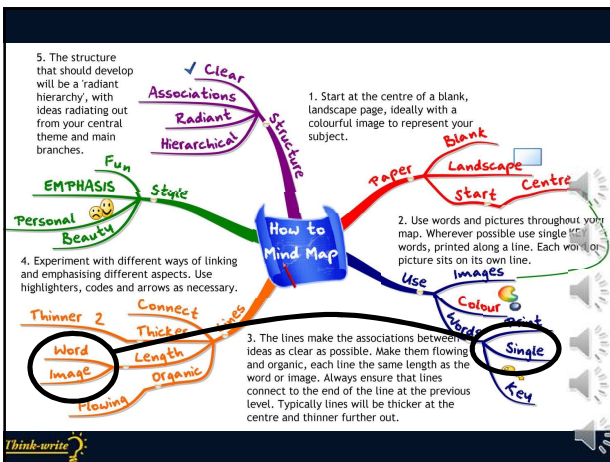 5. The structure
that should develop
will be a 'radiant
hierarchy', with
ideas radiating out
from your central
theme and main
branches.
Clear
Associations
Radiant
Hierarchical
Structure
1. Start at the centre of a blank,
landscape page, ideally with a
colourful image to represent your
subject.
Paper
Blank
Landscape
Start
Centre
Fun
EMPHASIS
Personal
Beauty
Style
How to
Mind Map
2. Use words and pictures throughout your
map. Wherever possible use single KEY
words, printed along a line. Each word or
picture sits on its own line.
4. Experiment with different ways of linking
and emphasising different aspects. Use
highlighters, codes and arrows as necessary.
Use
Images
Colour
Words
Print
Single
Key
Lines
Connect
Thinner 2
Thicker
Word
Image
Length
Organic
Flowing
3. The lines make the associations between
ideas as clear as possible. Make them flowing
and organic, each line the same length as the
word or image. Always ensure that lines
connect to the end of the line at the previous
level. Typically lines will be thicker at the
centre and thinner further out.
Think-write